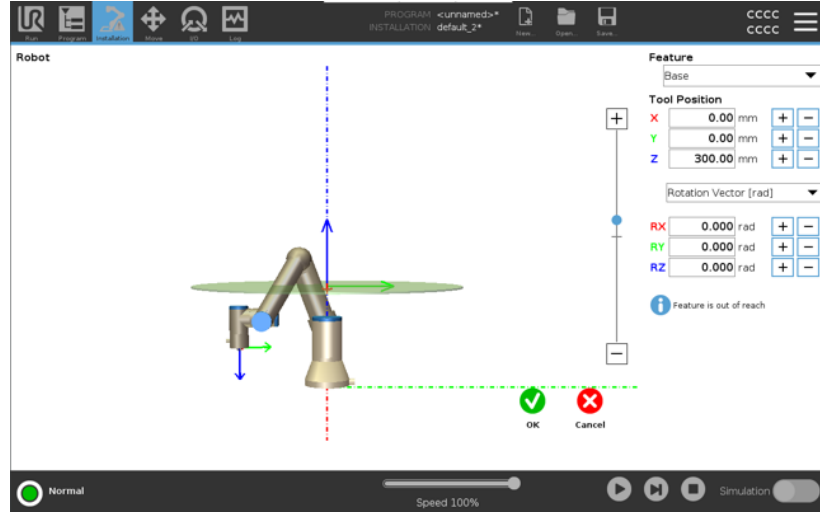 UR
PROGRAM <unnamed>*
INSTALLATION default_2*
Run
Program
Installation
Move
I/O
Log
New...
Open...
Save...
cccc
cccc
Robot
Feature
Base
Tool Position
X 0.00 mm + −
Y 0.00 mm + −
Z 300.00 mm + −
Rotation Vector [rad]
RX 0.000 rad + −
RY 0.000 rad + −
RZ 0.000 rad + −
Feature is out of reach
OK
Cancel
Normal
Speed 100%
Simulation